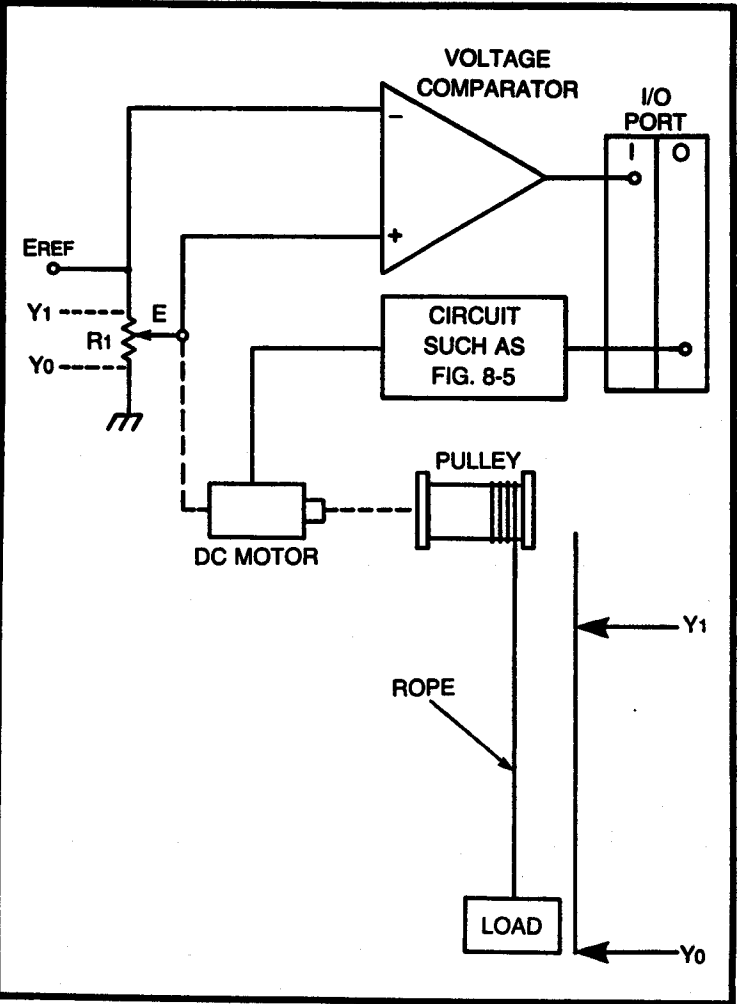 VOLTAGE
COMPARATOR
I/O
PORT
I O
−
+
EREF
Y1
E
R1
Y0
CIRCUIT
SUCH AS
FIG. 8-5
PULLEY
DC MOTOR
Y1
ROPE
LOAD
Y0